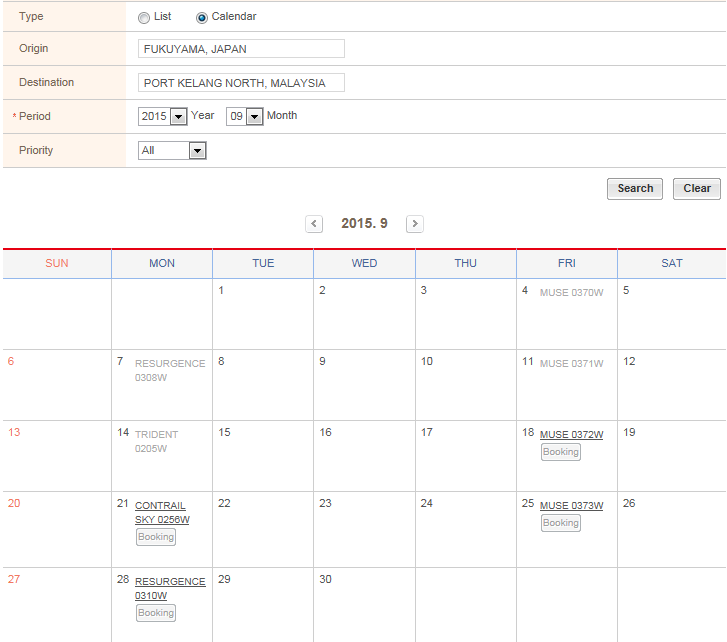 Type List Calendar
Origin FUKUYAMA, JAPAN
Destination PORT KELANG NORTH, MALAYSIA
* Period 2015 Year 09 Month
Priority All
Search Clear
2015. 9
SUN MON TUE WED THU FRI SAT
1 2 3 4 MUSE 0370W 5
6 7 RESURGENCE 8 9 10 11 MUSE 0371W 12
0308W
13 14 TRIDENT 15 16 17 18 MUSE 0372W 19
0205W Booking
20 21 CONTRAIL 22 23 24 25 MUSE 0373W 26
SKY 0256W Booking
Booking
27 28 RESURGENCE 29 30
0310W
Booking